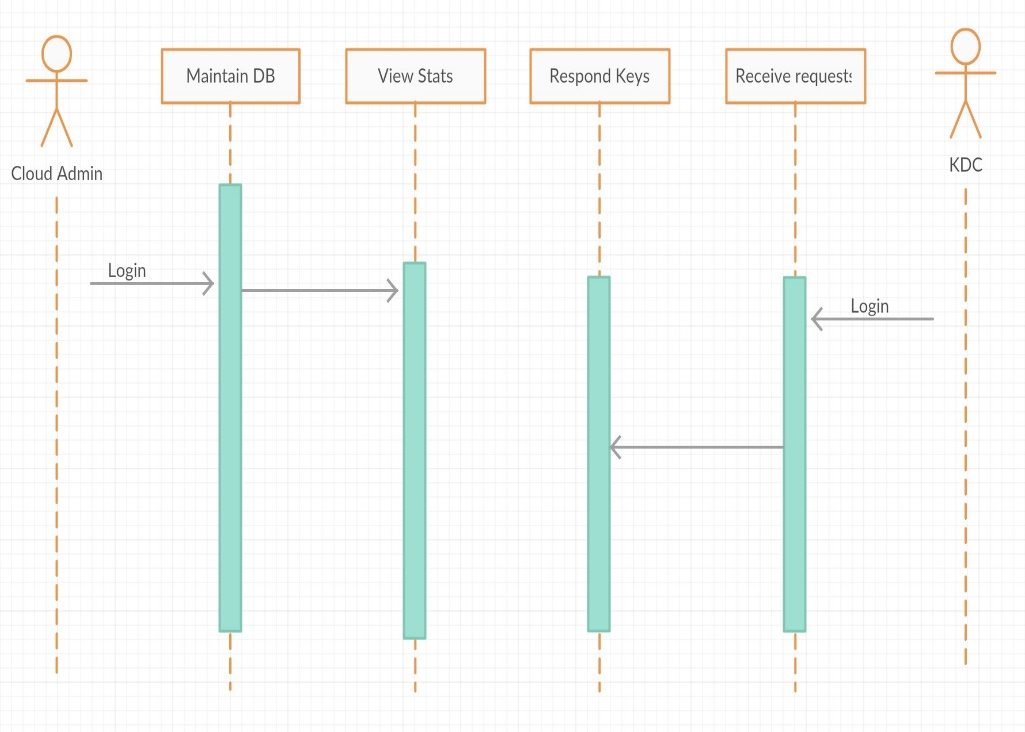 Maintain DB
View Stats
Respond Keys
Receive requests
Cloud Admin
KDC
Login
Login